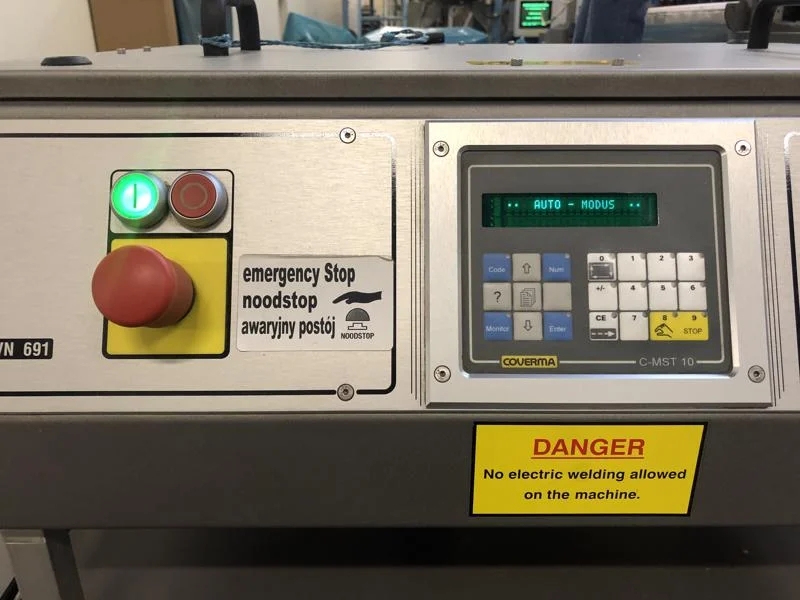 emergency Stop
noodstop
awaryjny postój
NOODSTOP
VN 691
·· AUTO - MODUS ··
Code
Num
?
Monitor
Enter
0 1 2 3
+/- 4 5 6
CE 7 8 9
STOP
COVERMA
C-MST 10
DANGER
No electric welding allowed
on the machine.